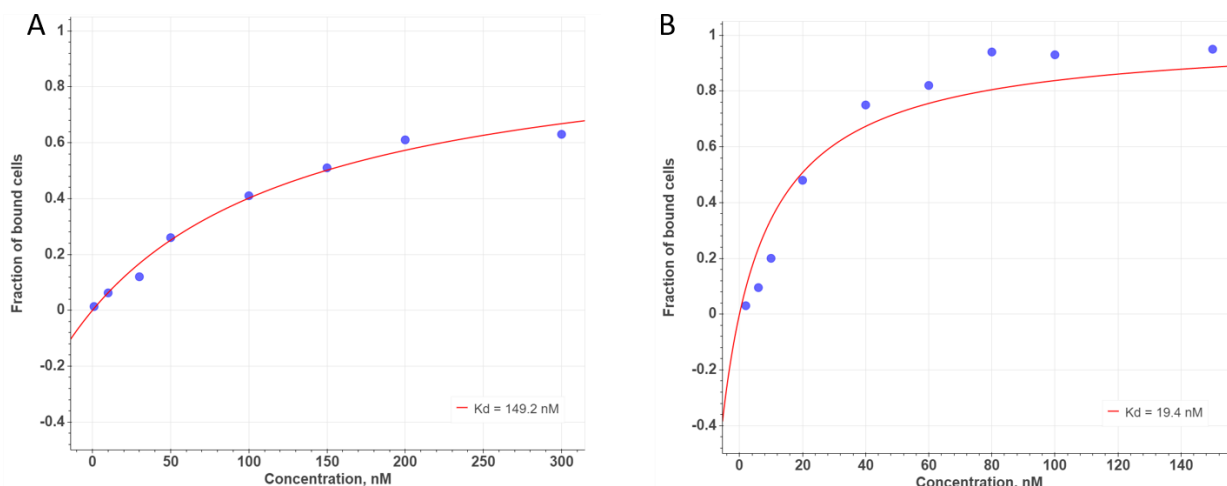 A
Fraction of bound cells
1
0.8
0.6
0.4
0.2
0
-0.2
-0.4
0 50 100 150 200 250 300
Concentration, nM
Kd = 149.2 nM
B
Fraction of bound cells
1
0.8
0.6
0.4
0.2
0
-0.2
-0.4
0 20 40 60 80 100 120 140
Concentration, nM
Kd = 19.4 nM